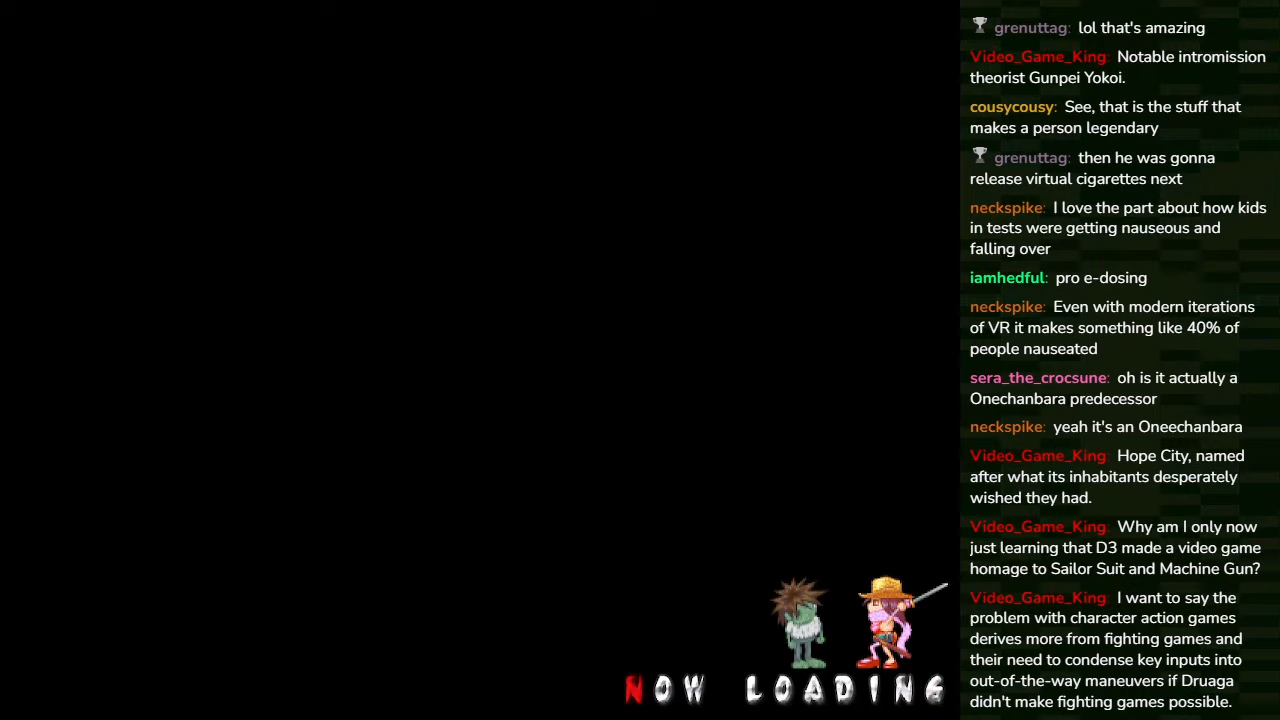 grenuttag: lol that's amazing
Video_Game_King: Notable intromission
theorist Gunpei Yokoi.
cousycousy: See, that is the stuff that
makes a person legendary
grenuttag: then he was gonna
release virtual cigarettes next
neckspike: I love the part about how kids
in tests were getting nauseous and
falling over
iamhedful: pro e-dosing
neckspike: Even with modern iterations
of VR it makes something like 40% of
people nauseated
sera_the_crocsune: oh is it actually a
Onechanbara predecessor
neckspike: yeah it's an Oneechanbara
Video_Game_King: Hope City, named
after what its inhabitants desperately
wished they had.
Video_Game_King: Why am I only now
just learning that D3 made a video game
homage to Sailor Suit and Machine Gun?
Video_Game_King: I want to say the
problem with character action games
derives more from fighting games and
their need to condense key inputs into
out-of-the-way maneuvers if Druaga
didn't make fighting games possible.
NOW LOADING